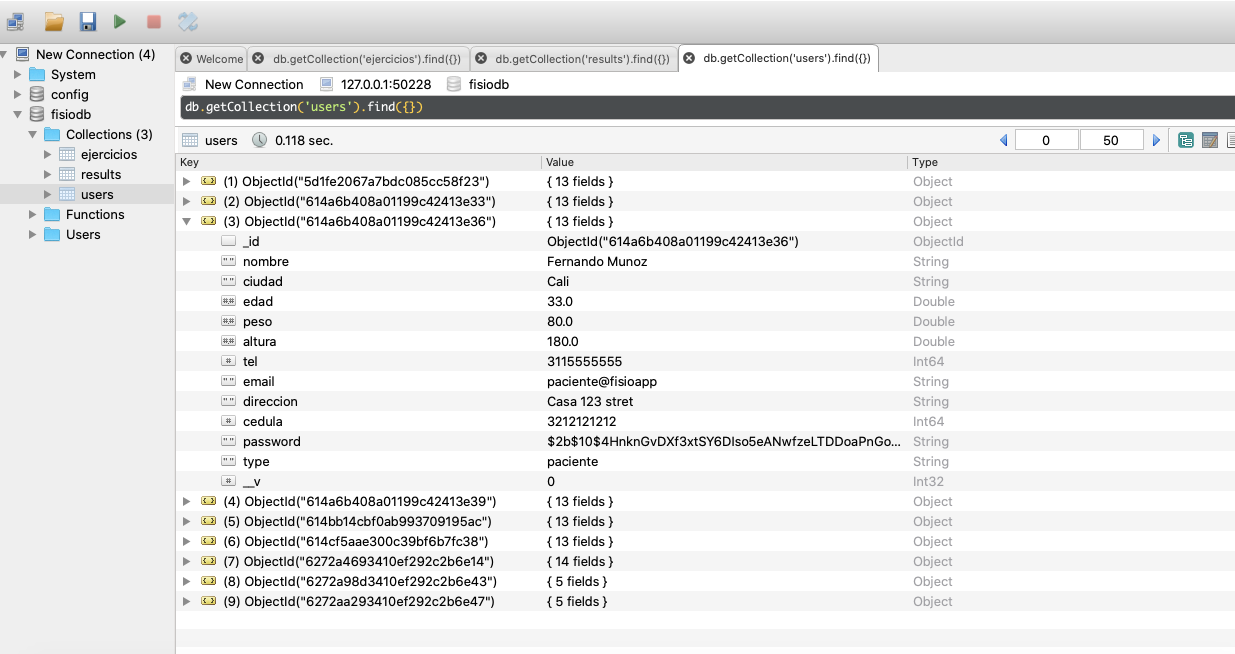 New Connection (4)
System
config
fisiodb
Collections (3)
ejercicios
results
users
Functions
Users
Welcome
db.getCollection('ejercicios').find({})
db.getCollection('results').find({})
db.getCollection('users').find({})
New Connection 127.0.0.1:50228 fisiodb
db.getCollection('users').find({})
users 0.118 sec. 0 50
Key Value Type
(1) ObjectId("5d1fe2067a7bdc085cc58f23") { 13 fields } Object
(2) ObjectId("614a6b408a01199c42413e33") { 13 fields } Object
(3) ObjectId("614a6b408a01199c42413e36") { 13 fields } Object
_id ObjectId("614a6b408a01199c42413e36") ObjectId
nombre Fernando Munoz String
ciudad Cali String
edad 33.0 Double
peso 80.0 Double
altura 180.0 Double
tel 3115555555 Int64
email paciente@fisioapp String
direccion Casa 123 stret String
cedula 3212121212 Int64
password $2b$10$4HnknGvDXf3xtSY6DIso5eANwfzeLTDDoaPnGo... String
type paciente String
__v 0 Int32
(4) ObjectId("614a6b408a01199c42413e39") { 13 fields } Object
(5) ObjectId("614bb14cbf0ab993709195ac") { 13 fields } Object
(6) ObjectId("614cf5aae300c39bf6b7fc38") { 13 fields } Object
(7) ObjectId("6272a4693410ef292c2b6e14") { 14 fields } Object
(8) ObjectId("6272a98d3410ef292c2b6e43") { 5 fields } Object
(9) ObjectId("6272aa293410ef292c2b6e47") { 5 fields } Object